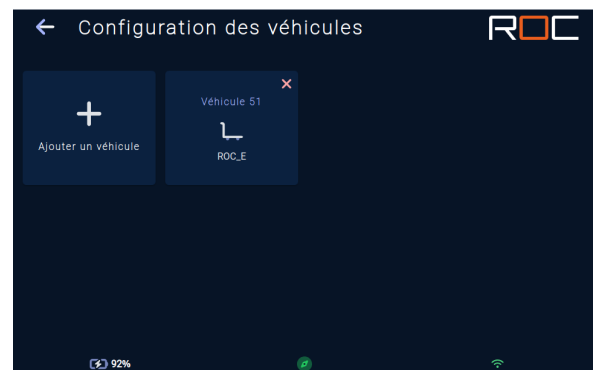 Configuration des véhicules
ROC
Ajouter un véhicule
Véhicule 51
ROC_E
92%